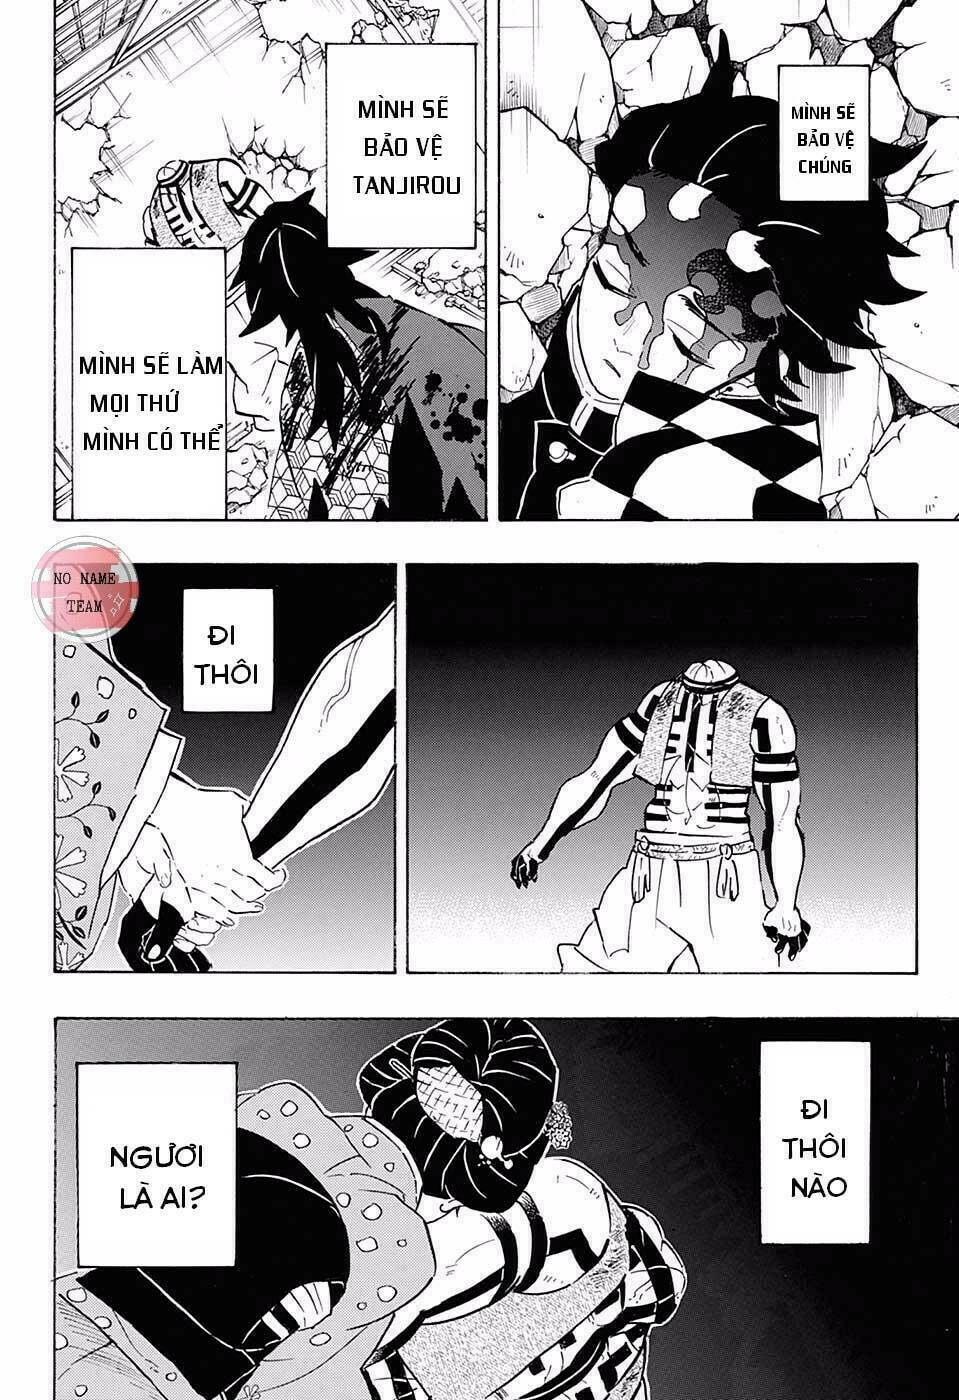 MÌNH SẼ
BẢO VỆ
CHÚNG
MÌNH SẼ
BẢO VỆ
TANJIROU
MÌNH SẼ LÀM
MỌI THỨ
MÌNH CÓ THỂ
NO NAME
TEAM
ĐI
THÔI
ĐI
THÔI
NÀO
NGƯƠI
LÀ AI?